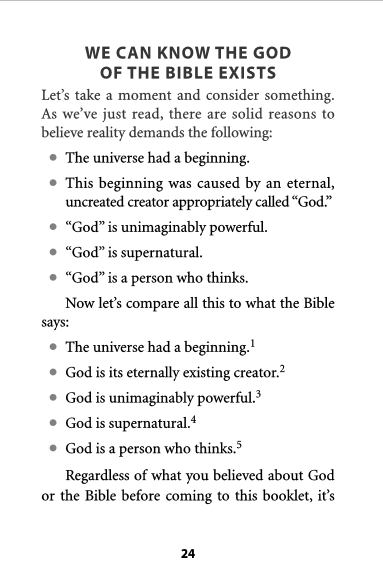 WE CAN KNOW THE GOD
OF THE BIBLE EXISTS
Let’s take a moment and consider something.
As we’ve just read, there are solid reasons to
believe reality demands the following:
• The universe had a beginning.
• This beginning was caused by an eternal,
uncreated creator appropriately called “God.”
• “God” is unimaginably powerful.
• “God” is supernatural.
• “God” is a person who thinks.
Now let’s compare all this to what the Bible
says:
• The universe had a beginning.¹
• God is its eternally existing creator.²
• God is unimaginably powerful.³
• God is supernatural.⁴
• God is a person who thinks.⁵
Regardless of what you believed about God
or the Bible before coming to this booklet, it’s
24